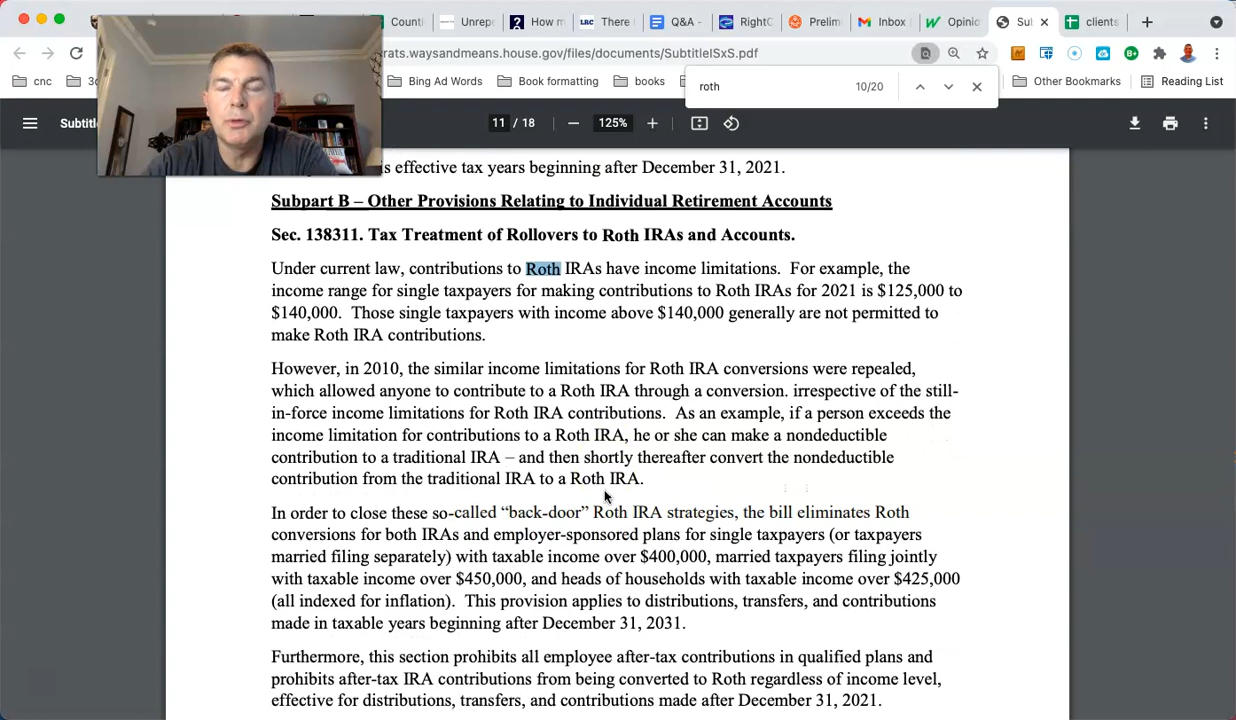 Counti
Unrep
How m
LRC There
Q&A -
RightC
Prelim
Inbox
Opinio
Su
clients
rats.waysandmeans.house.gov/files/documents/SubtitleISxS.pdf
cnc
Bing Ad Words
Book formatting
books
Other Bookmarks
Reading List
roth
10/20
Subtitl
11 / 18
125%
is effective tax years beginning after December 31, 2021.
Subpart B – Other Provisions Relating to Individual Retirement Accounts
Sec. 138311. Tax Treatment of Rollovers to Roth IRAs and Accounts.
Under current law, contributions to Roth IRAs have income limitations. For example, the
income range for single taxpayers for making contributions to Roth IRAs for 2021 is $125,000 to
$140,000. Those single taxpayers with income above $140,000 generally are not permitted to
make Roth IRA contributions.
However, in 2010, the similar income limitations for Roth IRA conversions were repealed,
which allowed anyone to contribute to a Roth IRA through a conversion. irrespective of the still-
in-force income limitations for Roth IRA contributions. As an example, if a person exceeds the
income limitation for contributions to a Roth IRA, he or she can make a nondeductible
contribution to a traditional IRA – and then shortly thereafter convert the nondeductible
contribution from the traditional IRA to a Roth IRA.
In order to close these so-called “back-door” Roth IRA strategies, the bill eliminates Roth
conversions for both IRAs and employer-sponsored plans for single taxpayers (or taxpayers
married filing separately) with taxable income over $400,000, married taxpayers filing jointly
with taxable income over $450,000, and heads of households with taxable income over $425,000
(all indexed for inflation). This provision applies to distributions, transfers, and contributions
made in taxable years beginning after December 31, 2031.
Furthermore, this section prohibits all employee after-tax contributions in qualified plans and
prohibits after-tax IRA contributions from being converted to Roth regardless of income level,
effective for distributions, transfers, and contributions made after December 31, 2021.